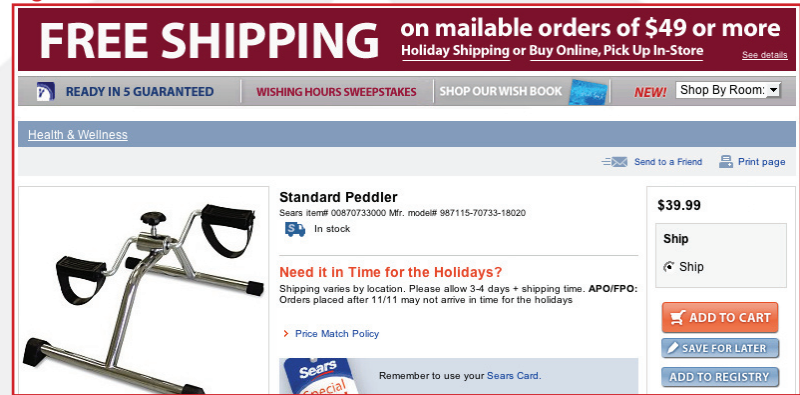 FREE SHIPPING
on mailable orders of $49 or more
Holiday Shipping or Buy Online, Pick Up In-Store
See details
READY IN 5 GUARANTEED
WISHING HOURS SWEEPSTAKES
SHOP OUR WISH BOOK
NEW!
Shop By Room:
Health & Wellness
Send to a Friend
Print page
Standard Peddler
Sears item# 00870733000 Mfr. model# 987115-70733-18020
In stock
Need it in Time for the Holidays?
Shipping varies by location. Please allow 3-4 days + shipping time. APO/FPO:
Orders placed after 11/11 may not arrive in time for the holidays
Price Match Policy
Sears
Special
Remember to use your Sears Card.
$39.99
Ship
Ship
ADD TO CART
SAVE FOR LATER
ADD TO REGISTRY